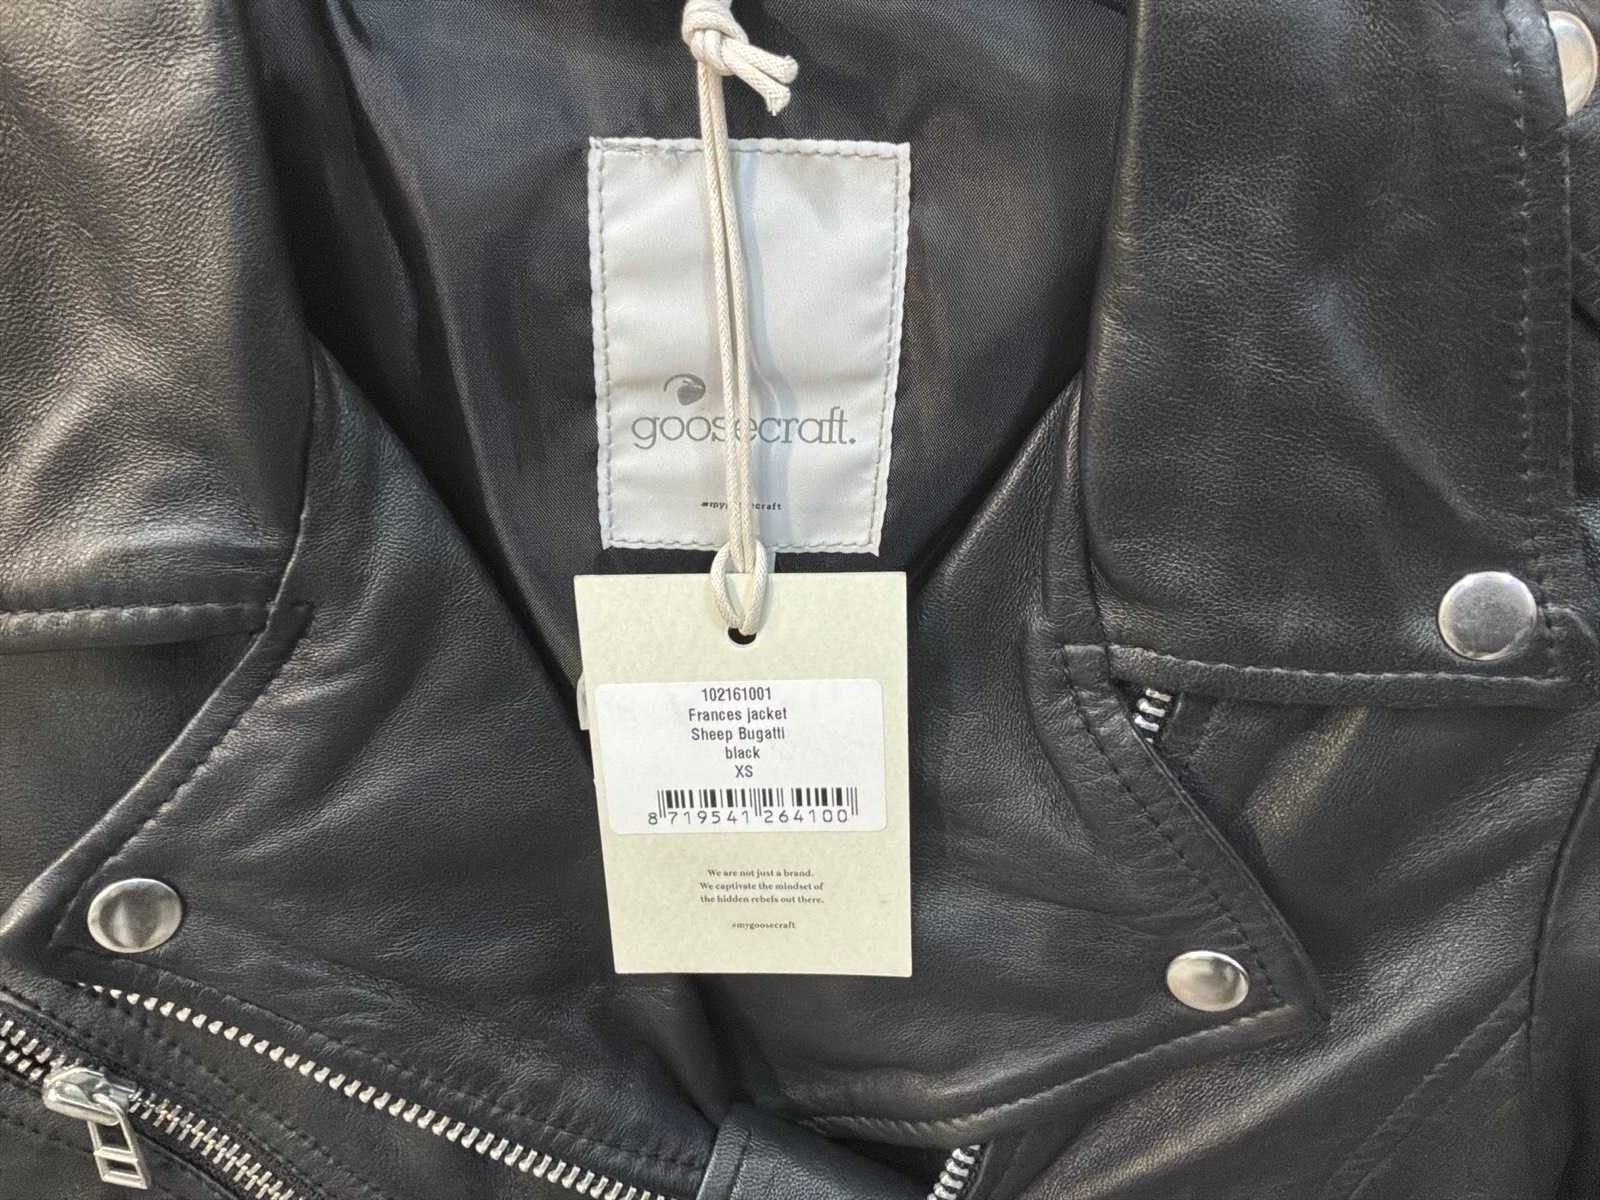 goosecraft.
#mygoosecraft
102161001
Frances jacket
Sheep Bugatti
black
XS
8 719541 264100
We are not just a brand.
We captivate the mindset of
the hidden rebels out there.
#mygoosecraft